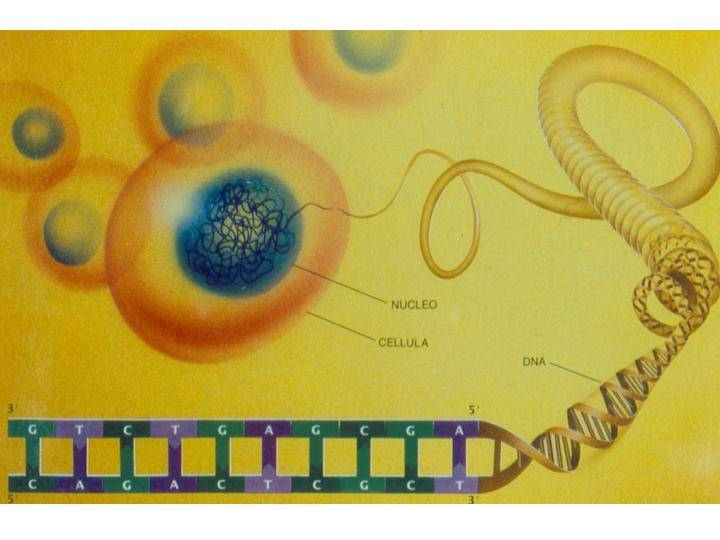 NUCLEO
CELLULA
DNA
3′ 5′
G T C T G A G C G A
C A G A C T C G C T
5′ 3′